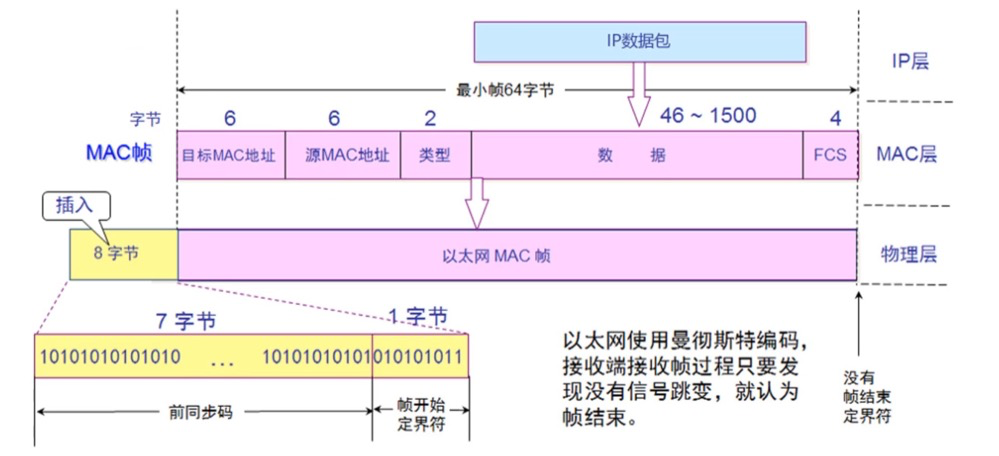 IP数据包
IP层
最小帧64字节
字节
6
6
2
46 ~ 1500
4
MAC帧
目标MAC地址
源MAC地址
类型
数 据
FCS
MAC层
插入
8 字节
以太网 MAC 帧
物理层
7 字节
1 字节
10101010101010 ... 10101010101010101011
以太网使用曼彻斯特编码,
接收端接收帧过程只要发
现没有信号跳变，就认为
帧结束。
没有
帧结束
定界符
前同步码
帧开始
定界符